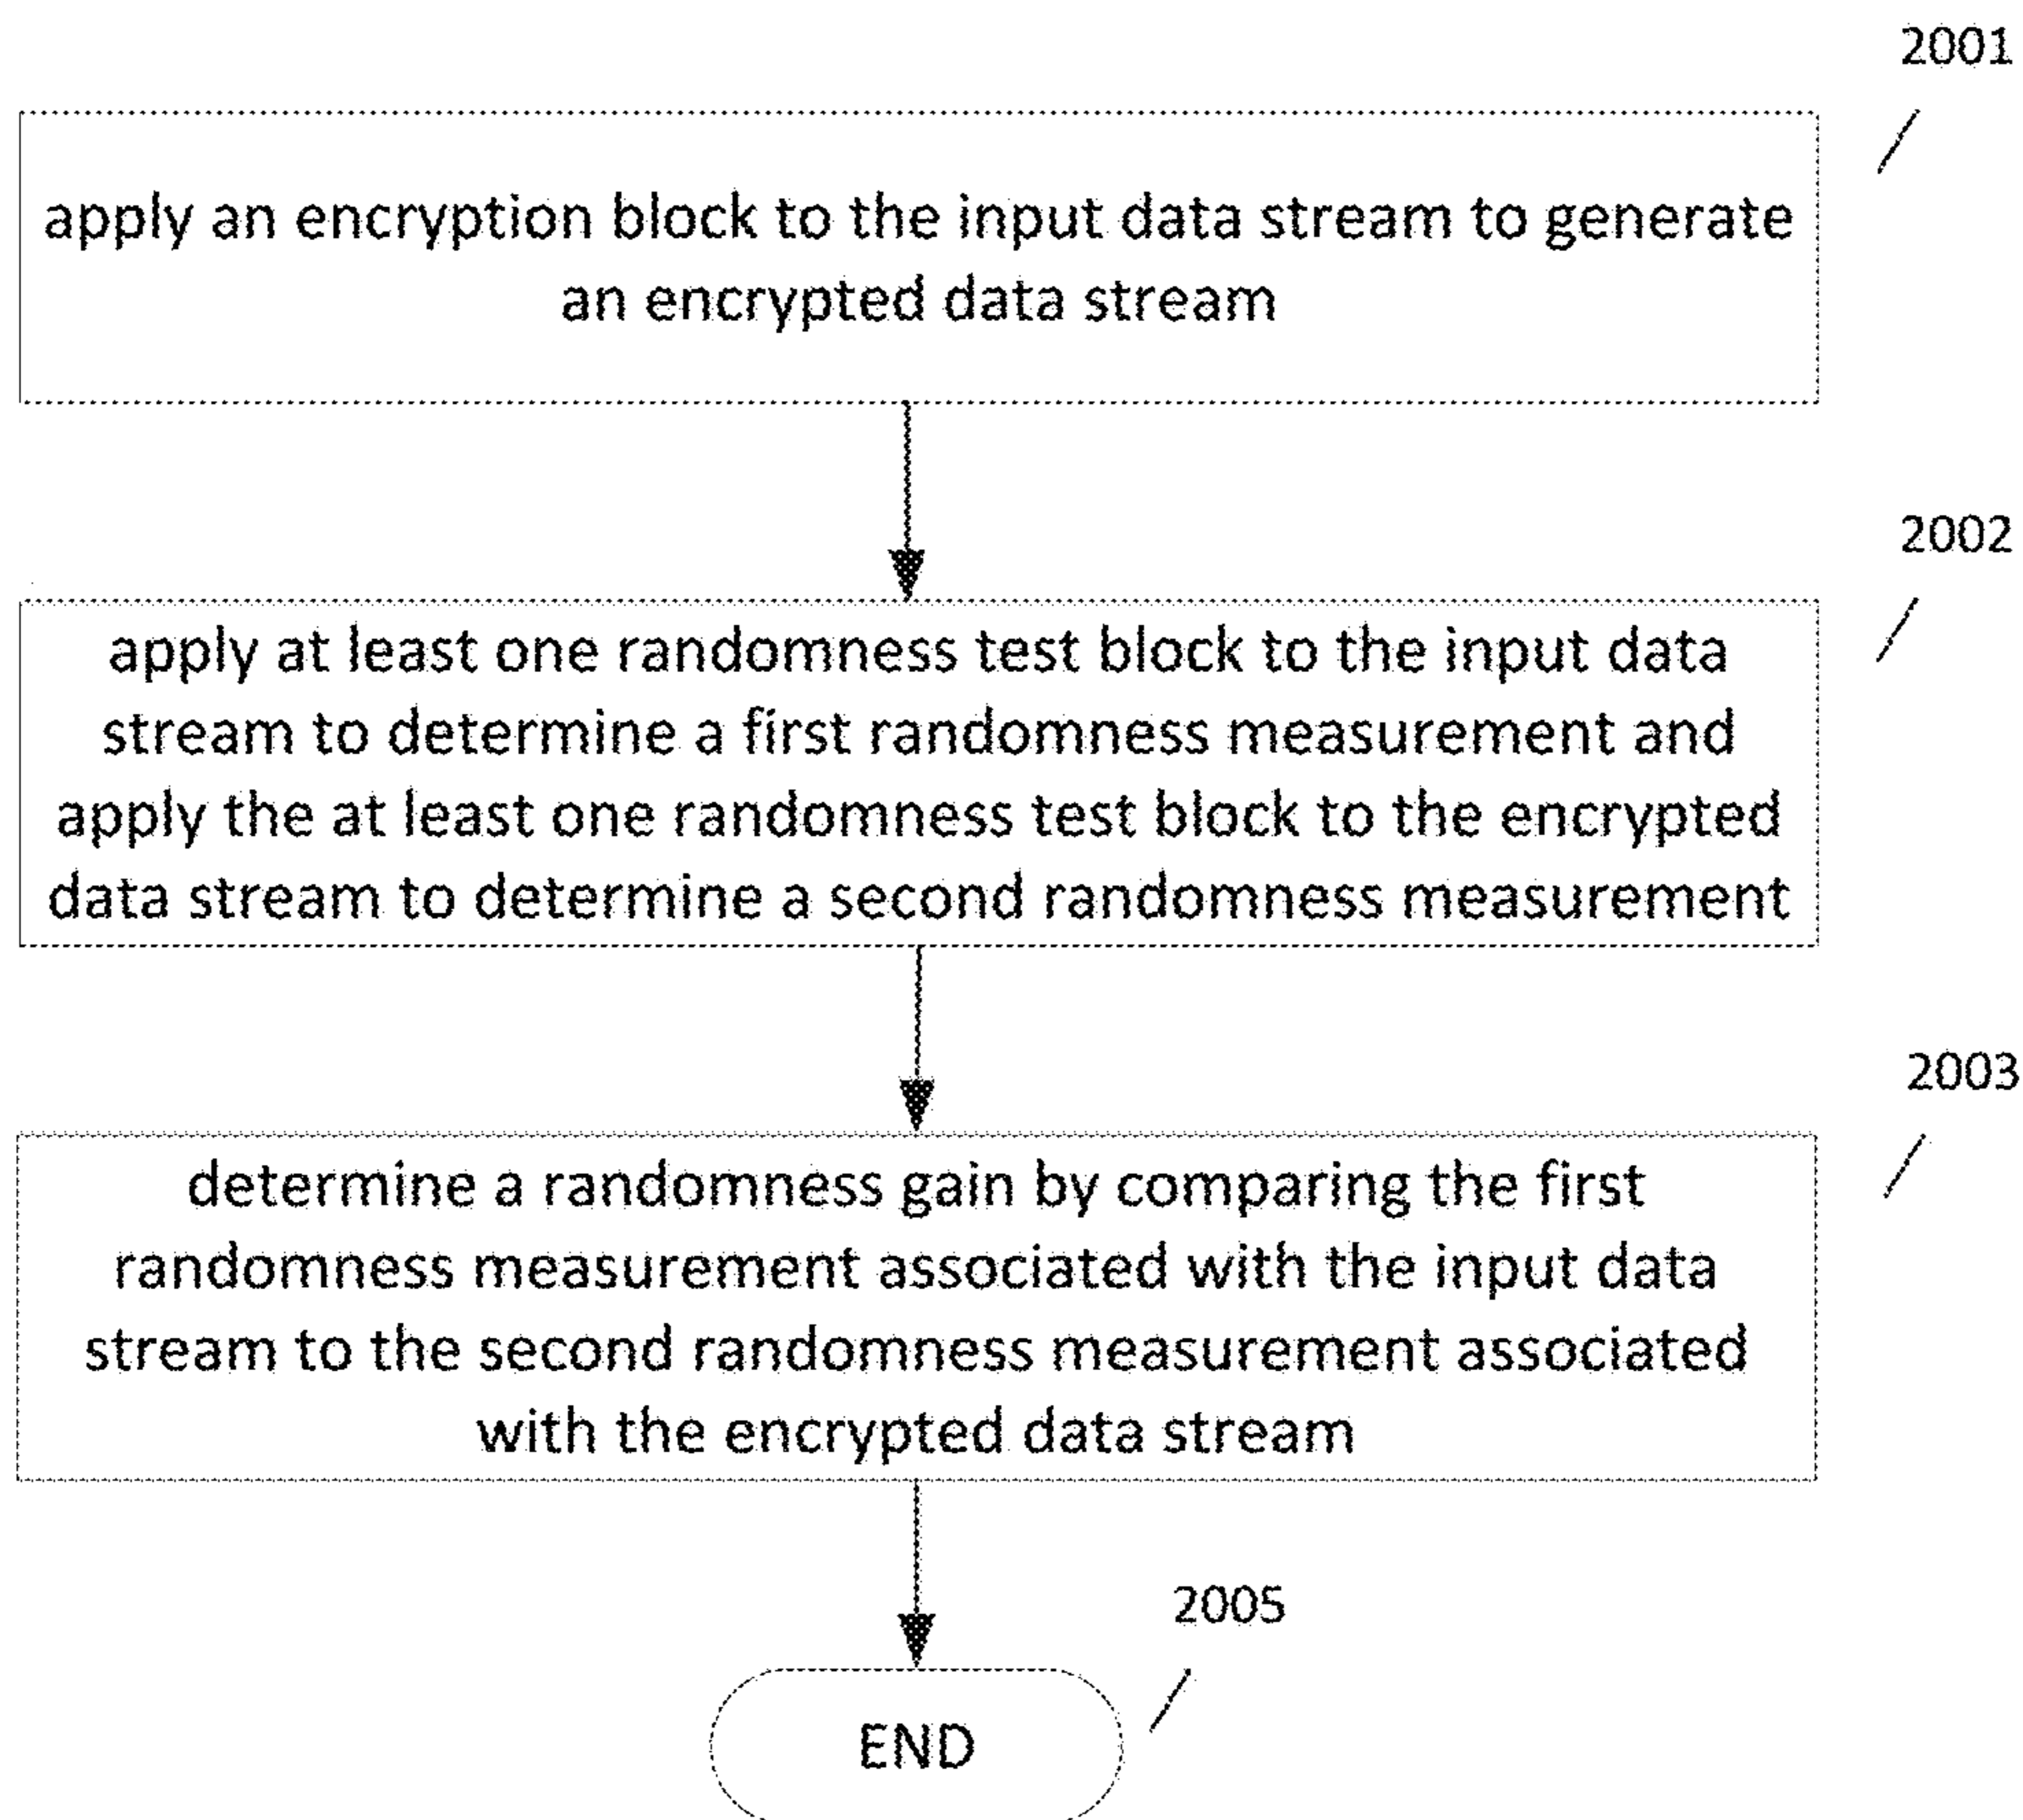 2001
apply an encryption block to the input data stream to generate
an encrypted data stream
2002
apply at least one randomness test block to the input data
stream to determine a first randomness measurement and
apply the at least one randomness test block to the encrypted
data stream to determine a second randomness measurement
2003
determine a randomness gain by comparing the first
randomness measurement associated with the input data
stream to the second randomness measurement associated
with the encrypted data stream
2005
END